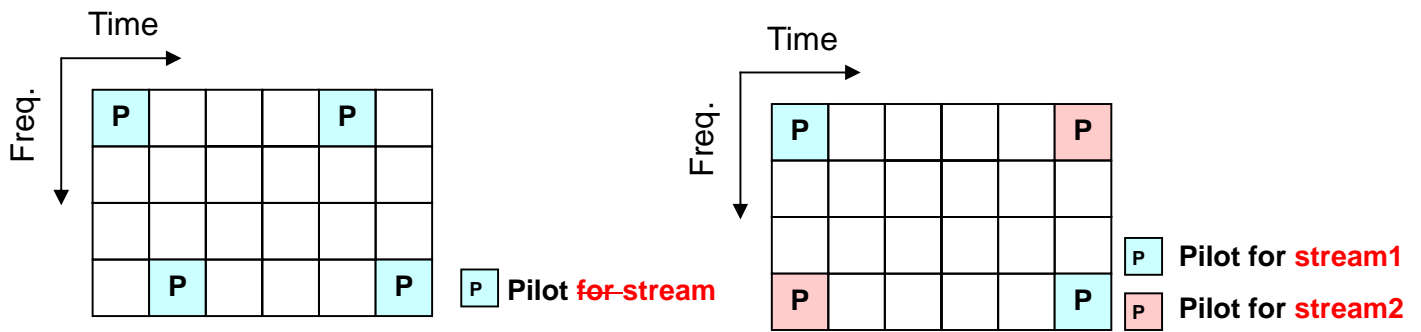 Time
Freq.
P P
P P
P Pilot for stream
Time
Freq.
P P
P P
P Pilot for stream1
P Pilot for stream2